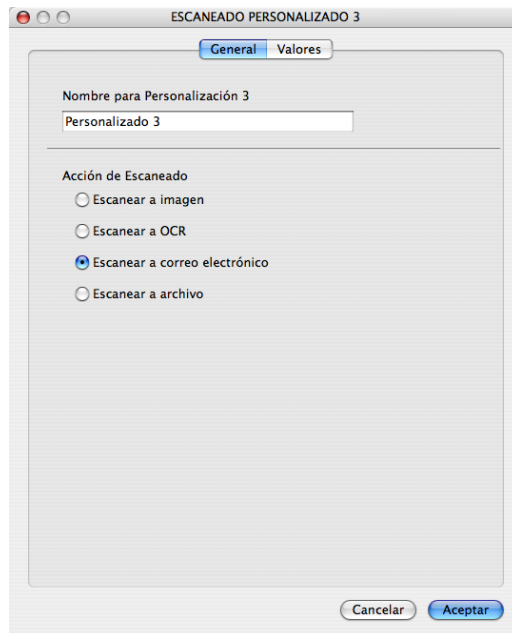 ESCANEADO PERSONALIZADO 3
General Valores
Nombre para Personalización 3
Personalizado 3
Acción de Escaneado
Escanear a imagen
Escanear a OCR
Escanear a correo electrónico
Escanear a archivo
Cancelar Aceptar